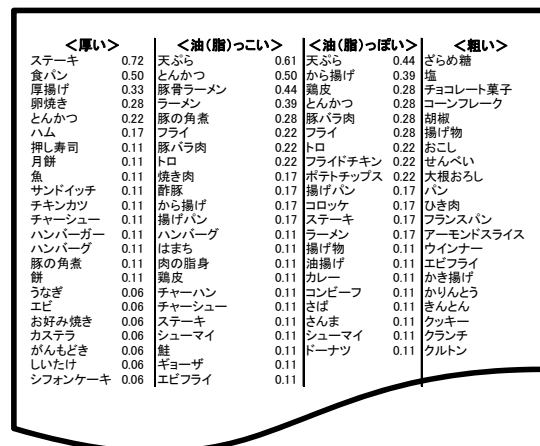 ＜厚い＞ ＜油(脂)っこい＞ ＜油(脂)っぽい＞ ＜粗い＞
ステーキ 0.72 天ぷら 0.61 天ぷら 0.44 ざらめ糖
食パン 0.50 とんかつ 0.50 から揚げ 0.39 塩
厚揚げ 0.33 豚骨ラーメン 0.44 鶏皮 0.28 チョコレート菓子
卵焼き 0.28 ラーメン 0.39 とんかつ 0.28 コーンフレーク
とんかつ 0.22 豚の角煮 0.28 豚バラ肉 0.28 胡椒
ハム 0.17 フライ 0.22 フライ 0.28 揚げ物
押し寿司 0.11 豚バラ肉 0.22 トロ 0.22 おこし
月餅 0.11 トロ 0.22 フライドチキン 0.22 せんべい
魚 0.11 焼き肉 0.17 ポテトチップス 0.22 大根おろし
サンドイッチ 0.11 酢豚 0.17 揚げパン 0.17 パン
チキンカツ 0.11 から揚げ 0.17 コロッケ 0.17 ひき肉
チャーシュー 0.11 揚げパン 0.17 ステーキ 0.17 フランスパン
ハンバーガー 0.11 ハンバーグ 0.11 ラーメン 0.17 アーモンドスライス
ハンバーグ 0.11 はまち 0.11 揚げ物 0.11 ウインナー
豚の角煮 0.11 肉の脂身 0.11 油揚げ 0.11 エビフライ
餅 0.11 鶏皮 0.11 カレー 0.11 かき揚げ
うなぎ 0.06 チャーハン 0.11 コンビーフ 0.11 かりんとう
エビ 0.06 チャーシュー 0.11 さば 0.11 きんとん
お好み焼き 0.06 ステーキ 0.11 さんま 0.11 クッキー
カステラ 0.06 シューマイ 0.11 シューマイ 0.11 クランチ
がんもどき 0.06 鮭 0.11 ドーナツ 0.11 クルトン
しいたけ 0.06 ギョーザ 0.11
シフォンケーキ 0.06 エビフライ 0.11